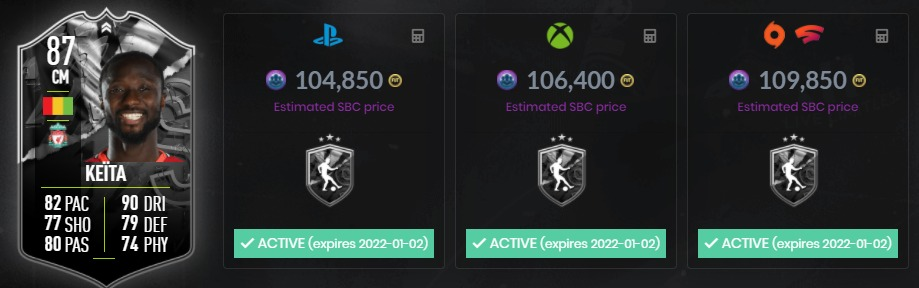 87
CM
KEÏTA
82 PAC 90 DRI
77 SHO 79 DEF
80 PAS 74 PHY
104,850
Estimated SBC price
ACTIVE (expires 2022-01-02)
106,400
Estimated SBC price
ACTIVE (expires 2022-01-02)
109,850
Estimated SBC price
ACTIVE (expires 2022-01-02)